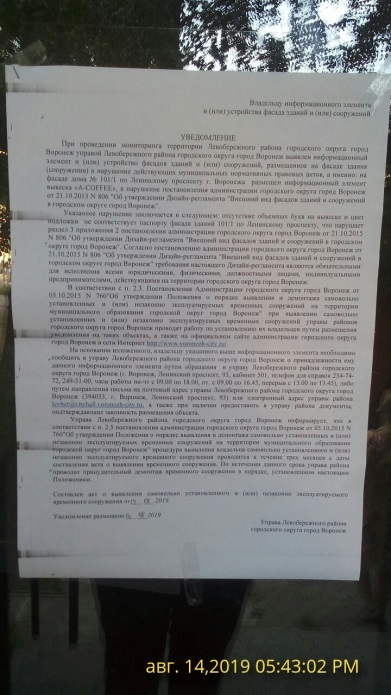 Владельцу информационного элемента
и (или) устройства фасада зданий и (или) сооружений
УВЕДОМЛЕНИЕ
При проведении мониторинга территории Левобережного района городского округа город
Воронеж управой Левобережного района городского округа город Воронеж выявлен информационный
элемент и (или) устройство фасадов зданий и (или) сооружений, размещенные на фасаде здания
(сооружения) в нарушение действующих муниципальных нормативных правовых актов, а именно: на
фасаде дома № 101/1 по Ленинскому проспекту г. Воронежа размещен информационный элемент
вывеска «A-COFFEE», в нарушение постановления администрации городского округа город Воронеж
от 21.10.2015 N 806 "Об утверждении Дизайн-регламента "Внешний вид фасадов зданий и сооружений
в городском округе город Воронеж".
Указанное нарушение заключается в следующем: отсутствие объемных букв на вывеске и цвет
подложки не соответствует паспорту фасада зданий 101/1 по Ленинскому проспекту, что нарушает
раздел 3 приложения 2 постановления администрации городского округа город Воронеж от 21.10.2015
N 806 "Об утверждении Дизайн-регламента "Внешний вид фасадов зданий и сооружений в городском
округе город Воронеж". Согласно постановлению администрации городского округа город Воронеж от
21.10.2015 N 806 "Об утверждении Дизайн-регламента "Внешний вид фасадов зданий и сооружений в
городском округе город Воронеж" требования настоящего Дизайн-регламента являются обязательными
для исполнения всеми юридическими, физическими, должностными лицами, индивидуальными
предпринимателями, действующими на территории городского округа город Воронеж.
В соответствии с п. 2.3. Постановления Администрации городского округа город Воронеж от
05.10.2015 N 760"Об утверждении Положения о порядке выявления и демонтажа самовольно
установленных и (или) незаконно эксплуатируемых временных сооружений на территории
муниципального образования городской округ город Воронеж" при выявлении самовольно
установленных и (или) незаконно эксплуатируемых временных сооружений управы районов
городского округа город Воронеж проводят работу по установлению их владельцев путем размещения
уведомления на таких объектах, а также на официальном сайте администрации городского округа
город Воронеж в сети Интернет http://www.voronezh-city.ru/.
На основании изложенного, владельцу указанного выше информационного элемента необходимо
сообщить в управу Левобережного района городского округа город Воронеж о принадлежности ему
данного информационного элемента путем обращения в управу Левобережного района городского
округа город Воронеж (г. Воронеж, Ленинский проспект, 93, кабинет 301, телефон для справок 254-74-
72, 249-51-00, часы работы пн-чт с 09.00 по 18.00, пт. с 09.00 по 16.45, перерыв с 13.00 по 13.45), либо
путем направления письма на почтовый адрес управы Левобережного района городского округа город
Воронеж (394033, г. Воронеж, Ленинский проспект, 93) или электронный адрес управы района
а также при наличии предоставить в управу района документы,
подтверждающие законность размещения объекта.
Управа Левобережного района городского округа город Воронеж информирует, что в
соответствии с п. 2.5 постановления администрации городского округа город Воронеж от 05.10.2015 N
760"Об утверждении Положения о порядке выявления и демонтажа самовольно установленных и (или)
незаконно эксплуатируемых временных сооружений на территории муниципального образования
городской округ город Воронеж" процедура выявления владельца самовольно установленного и (или)
незаконно эксплуатируемого временного сооружения проводится в течение трех месяцев с даты
составления акта о выявлении временного сооружения. По истечении данного срока управа района
проводит принудительный демонтаж временного сооружения в порядке, установленном настоящим
Положением.
Составлен акт о выявлении самовольно установленного и (или) незаконно эксплуатируемого
временного сооружения от 2019.
Уведомление размещено 2019
Управа Левобережного района
городского округа город Воронеж
авг. 14,2019 05:43:02 PM